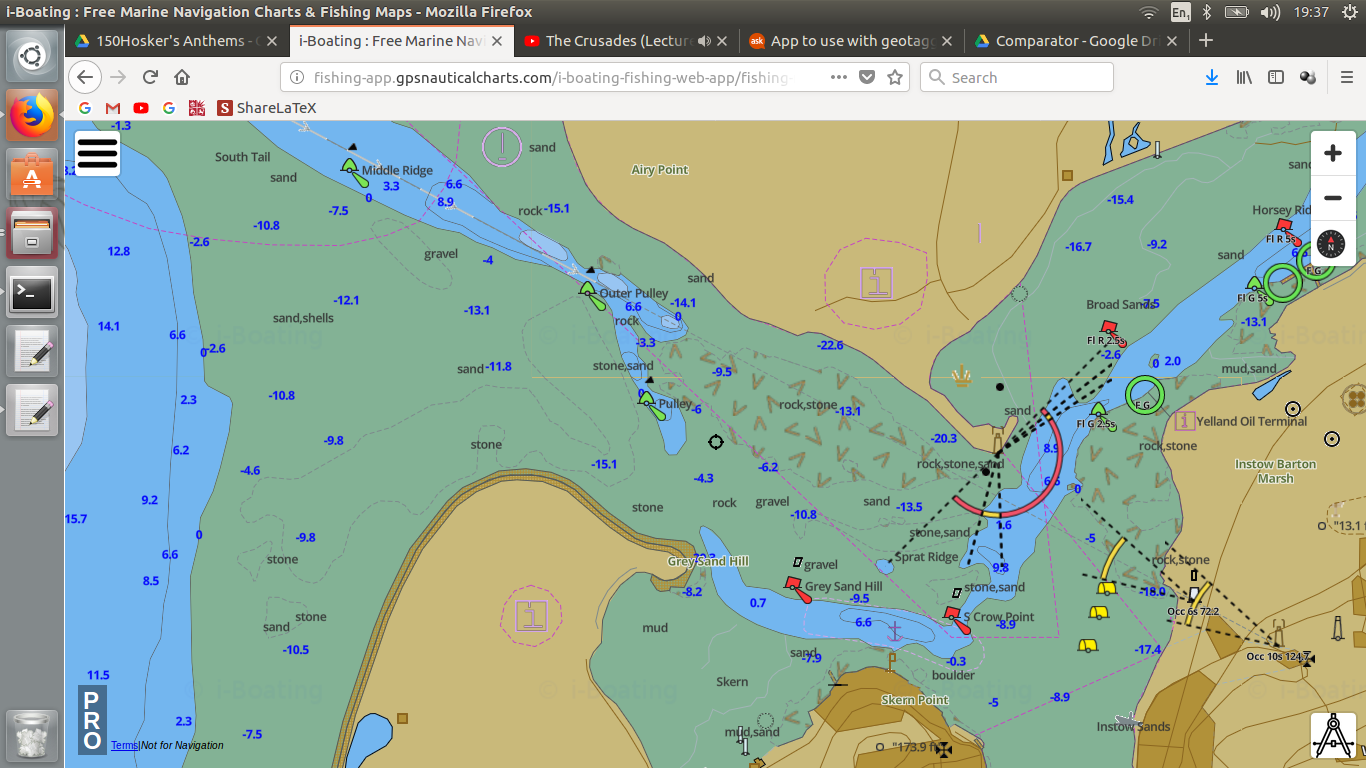 i-Boating : Free Marine Navigation Charts & Fishing Maps - Mozilla Firefox
En1
19:37
150Hosker's Anthems -
i-Boating : Free Marine Nav
The Crusades (Lectur
ask
App to use with geotag
Comparator - Google Dr
fishing-app.gpsnauticalcharts.com/i-boating-fishing-web-app/fishing-
Search
S ShareLaTeX
-1.3
South Tail
sand
Middle Ridge
3.3
0
6.6
8.9
-7.5
sand
Airy Point
rock
-15.1
-10.8
-2.6
12.8
gravel
-4
-15.4
-16.7
-9.2
sand
Horsey Rid
Fl R 5s
F G
Fl G 5s
-13.1
sand
Outer Pulley
6.6
rock
-14.1
0
-12.1
-13.1
sand,shells
14.1
6.6
0
-2.6
i-Boating
-3.3
-22.6
Broad Sands
-7.5
Fl R 2.5s
-2.6
0
2.0
mud,sand
sand
-11.8
stone,sand
-9.5
2.3
-10.8
0
Pulley
-6
rock,stone
-13.1
sand
F G
Fl G 2.5s
Yelland Oil Terminal
rock,stone
6.2
-9.8
stone
-20.3
8.9
-4.6
-15.1
-6.2
rock,stone,sand
Instow Barton
Marsh
-4.3
6.6
0
9.2
15.7
stone
rock
gravel
sand
-13.5
-10.8
1.6
"13.1
0
-9.8
stone,sand
-5
6.6
stone
Grey Sand Hill
Sprat Ridge
9.8
rock,stone
8.5
gravel
Grey Sand Hill
-8.2
0.7
-9.5
stone,sand
-18.0
Occ 6s 72.2
stone
sand
mud
6.6
S Crow Point
-8.9
-10.5
sand
-7.9
-0.3
-17.4
Occ 10s 124.7
11.5
Skern
boulder
© i-Boating
Skern Point
-8.9
-5
2.3
-7.5
mud,sand
Instow Sands
"173.9 ft
PRO
Terms|Not for Navigation